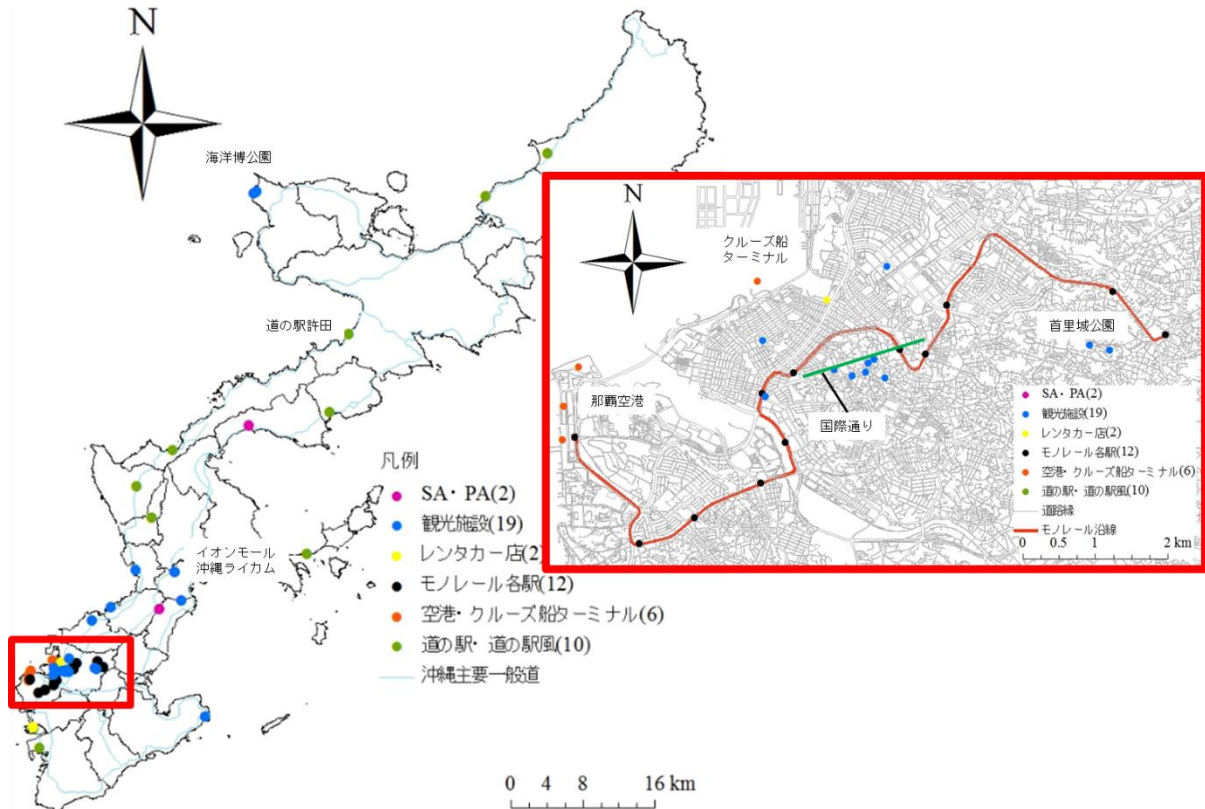 N
海洋博公園
道の駅許田
イオンモール
沖縄ライカム
凡例
SA・PA(2)
観光施設(19)
レンタカー店(2)
モノレール各駅(12)
空港・クルーズ船ターミナル(6)
道の駅・道の駅風(10)
沖縄主要一般道
0 4 8 16 km
N
クルーズ船
ターミナル
首里城公園
那覇空港
国際通り
SA・PA(2)
観光施設(19)
レンタカー店(2)
モノレール各駅(12)
空港・クルーズ船ターミナル(6)
道の駅・道の駅風(10)
道路縁
モノレール沿線
0 0.3 0.6 1.2 2 km